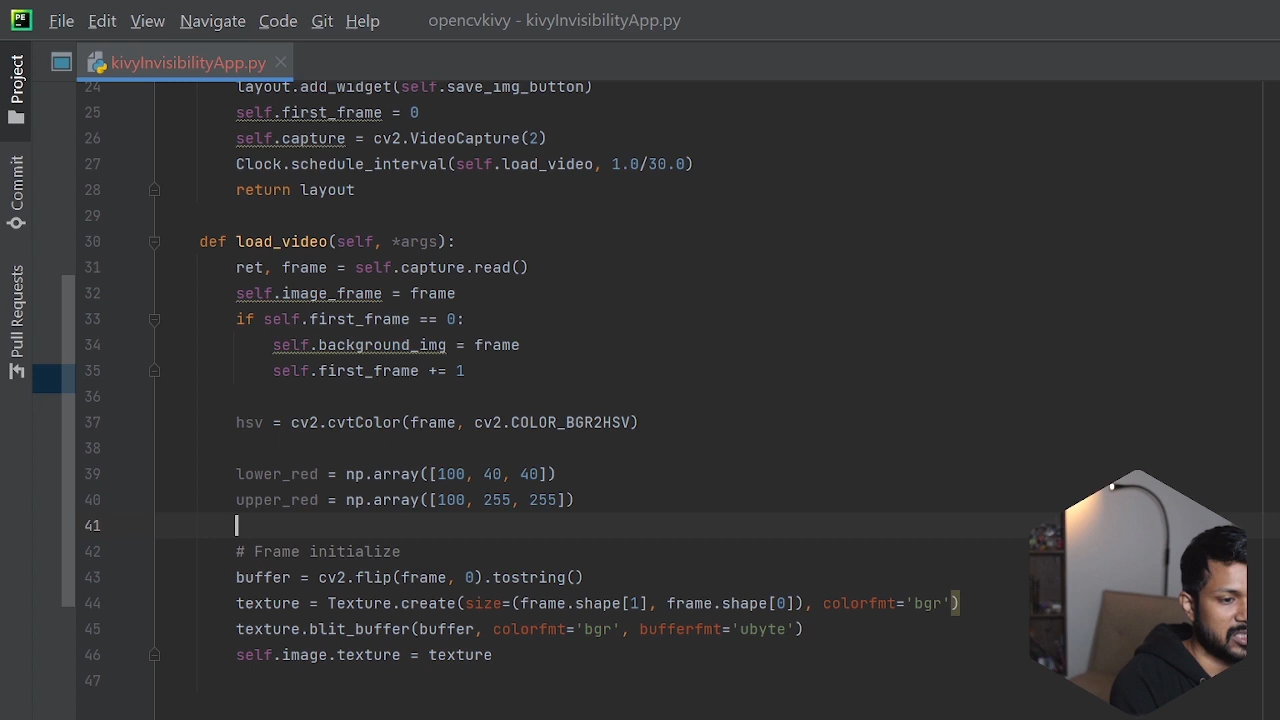 PE File Edit View Navigate Code Git Help opencvkivy - kivyInvisibilityApp.py
Project
Commit
Pull Requests
kivyInvisibilityApp.py
24 layout.add_widget(self.save_img_button)
25 self.first_frame = 0
26 self.capture = cv2.VideoCapture(2)
27 Clock.schedule_interval(self.load_video, 1.0/30.0)
28 return layout
29
30 def load_video(self, *args):
31 ret, frame = self.capture.read()
32 self.image_frame = frame
33 if self.first_frame == 0:
34 self.background_img = frame
35 self.first_frame += 1
36
37 hsv = cv2.cvtColor(frame, cv2.COLOR_BGR2HSV)
38
39 lower_red = np.array([100, 40, 40])
40 upper_red = np.array([100, 255, 255])
41
42 # Frame initialize
43 buffer = cv2.flip(frame, 0).tostring()
44 texture = Texture.create(size=(frame.shape[1], frame.shape[0]), colorfmt='bgr')
45 texture.blit_buffer(buffer, colorfmt='bgr', bufferfmt='ubyte')
46 self.image.texture = texture
47